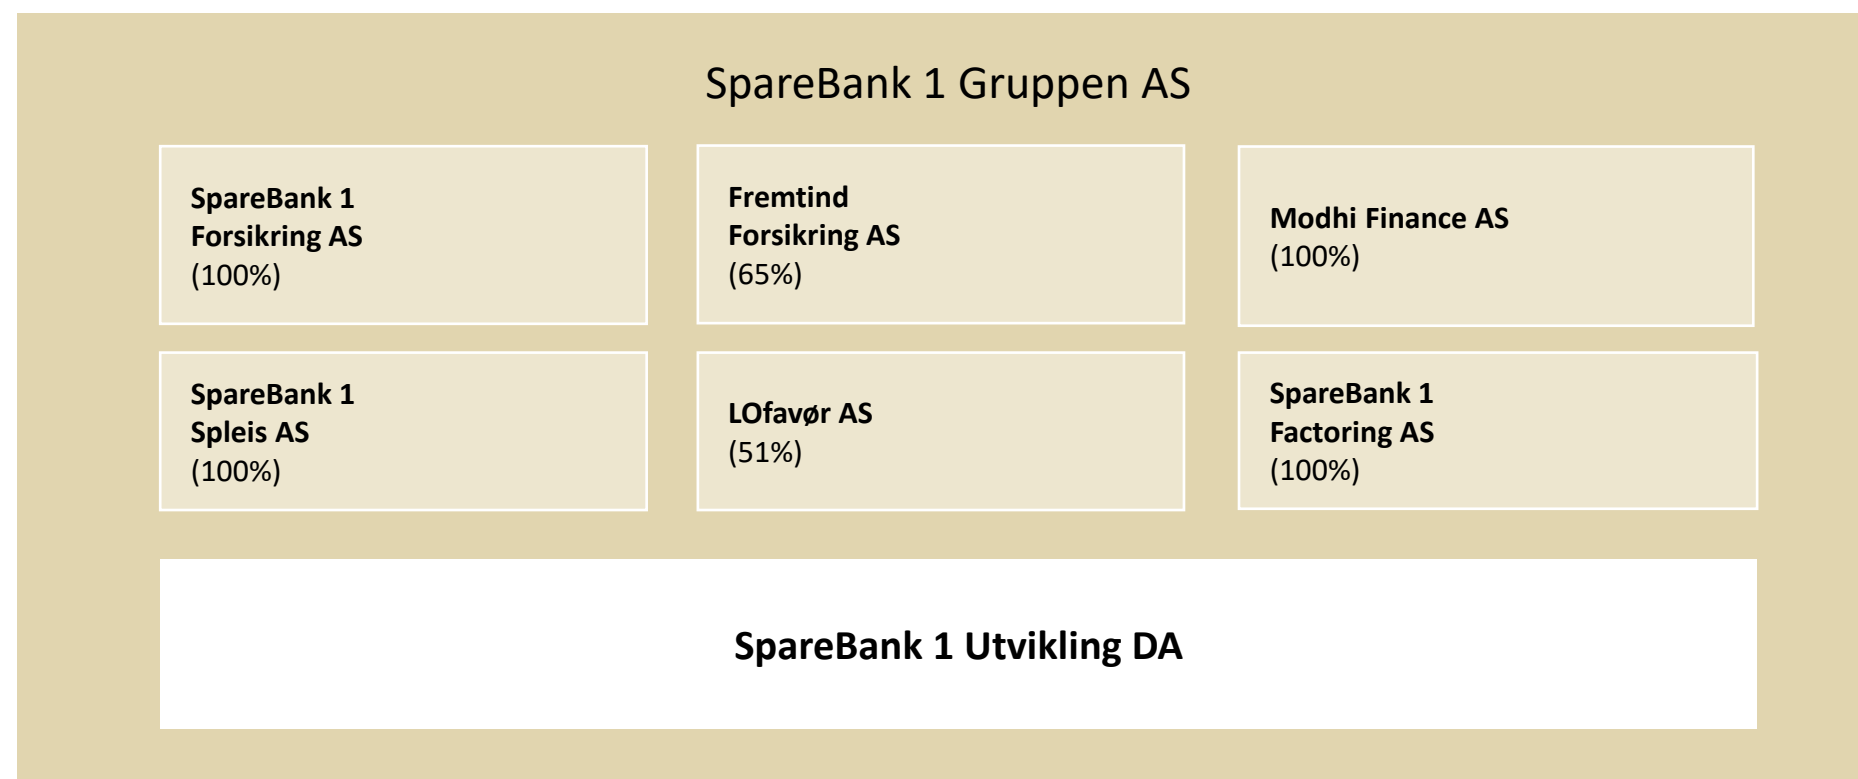 SpareBank 1 Gruppen AS
SpareBank 1
Forsikring AS
(100%)
Fremtind
Forsikring AS
(65%)
Modhi Finance AS
(100%)
SpareBank 1
Spleis AS
(100%)
LOfavør AS
(51%)
SpareBank 1
Factoring AS
(100%)
SpareBank 1 Utvikling DA